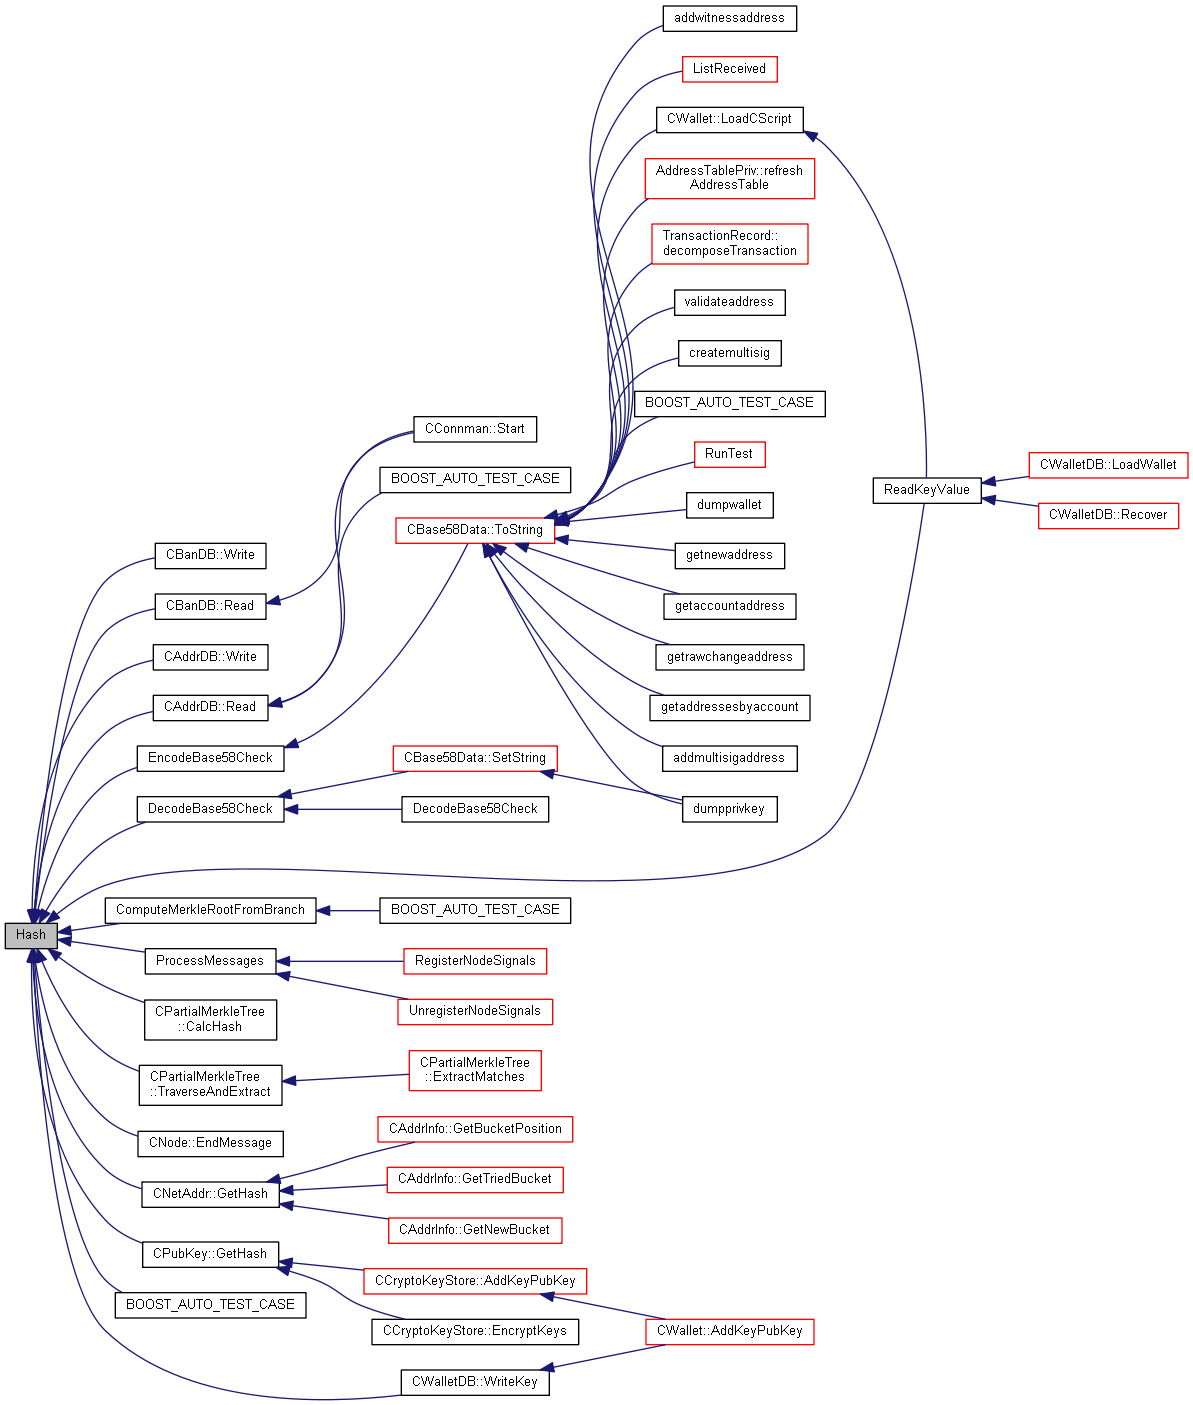 addwitnessaddress
ListReceived
CWallet::LoadCScript
AddressTablePriv::refresh
AddressTable
TransactionRecord::
decomposeTransaction
validateaddress
createmultisig
BOOST_AUTO_TEST_CASE
CConnman::Start
RunTest
CWalletDB::LoadWallet
BOOST_AUTO_TEST_CASE
ReadKeyValue
dumpwallet
CWalletDB::Recover
CBase58Data::ToString
CBanDB::Write
getnewaddress
CBanDB::Read
getaccountaddress
CAddrDB::Write
getrawchangeaddress
CAddrDB::Read
getaddressesbyaccount
EncodeBase58Check
CBase58Data::SetString
addmultisigaddress
DecodeBase58Check
DecodeBase58Check
dumpprivkey
ComputeMerkleRootFromBranch
BOOST_AUTO_TEST_CASE
Hash
ProcessMessages
RegisterNodeSignals
CPartialMerkleTree
::CalcHash
UnregisterNodeSignals
CPartialMerkleTree
::TraverseAndExtract
CPartialMerkleTree
::ExtractMatches
CNode::EndMessage
CAddrInfo::GetBucketPosition
CNetAddr::GetHash
CAddrInfo::GetTriedBucket
CAddrInfo::GetNewBucket
CPubKey::GetHash
CCryptoKeyStore::AddKeyPubKey
BOOST_AUTO_TEST_CASE
CCryptoKeyStore::EncryptKeys
CWallet::AddKeyPubKey
CWalletDB::WriteKey